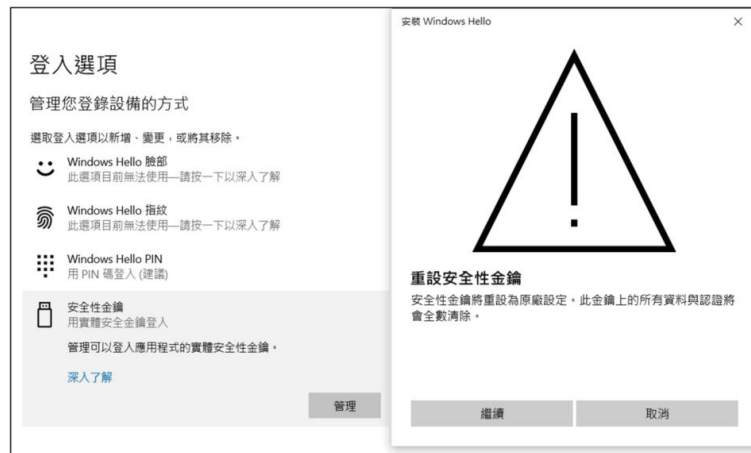 登入選項
管理您登錄設備的方式
選取登入選項以新增、變更，或將其移除。
Windows Hello 臉部
此選項目前無法使用—請按一下以深入了解
Windows Hello 指紋
此選項目前無法使用—請按一下以深入了解
Windows Hello PIN
用 PIN 碼登入 (建議)
安全性金鑰
用實體安全金鑰登入
管理可以登入應用程式的實體安全性金鑰。
深入了解
管理
安裝 Windows Hello
重設安全性金鑰
安全性金鑰將重設為原廠設定。此金鑰上的所有資料與認證將
會全數清除。
繼續
取消